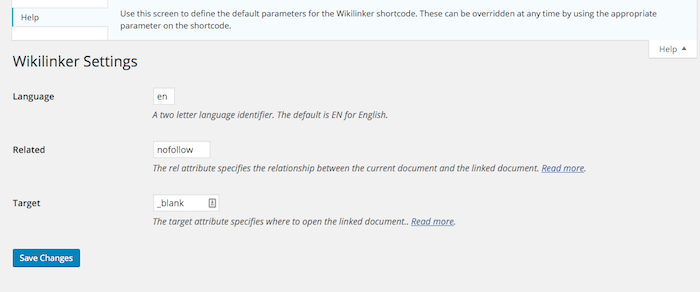 Help
Use this screen to define the default parameters for the Wikilinker shortcode. These can be overridden at any time by using the appropriate
parameter on the shortcode.
Help
Wikilinker Settings
Language
en
A two letter language identifier. The default is EN for English.
Related
nofollow
The rel attribute specifies the relationship between the current document and the linked document. Read more.
Target
_blank
The target attribute specifies where to open the linked document.. Read more.
Save Changes